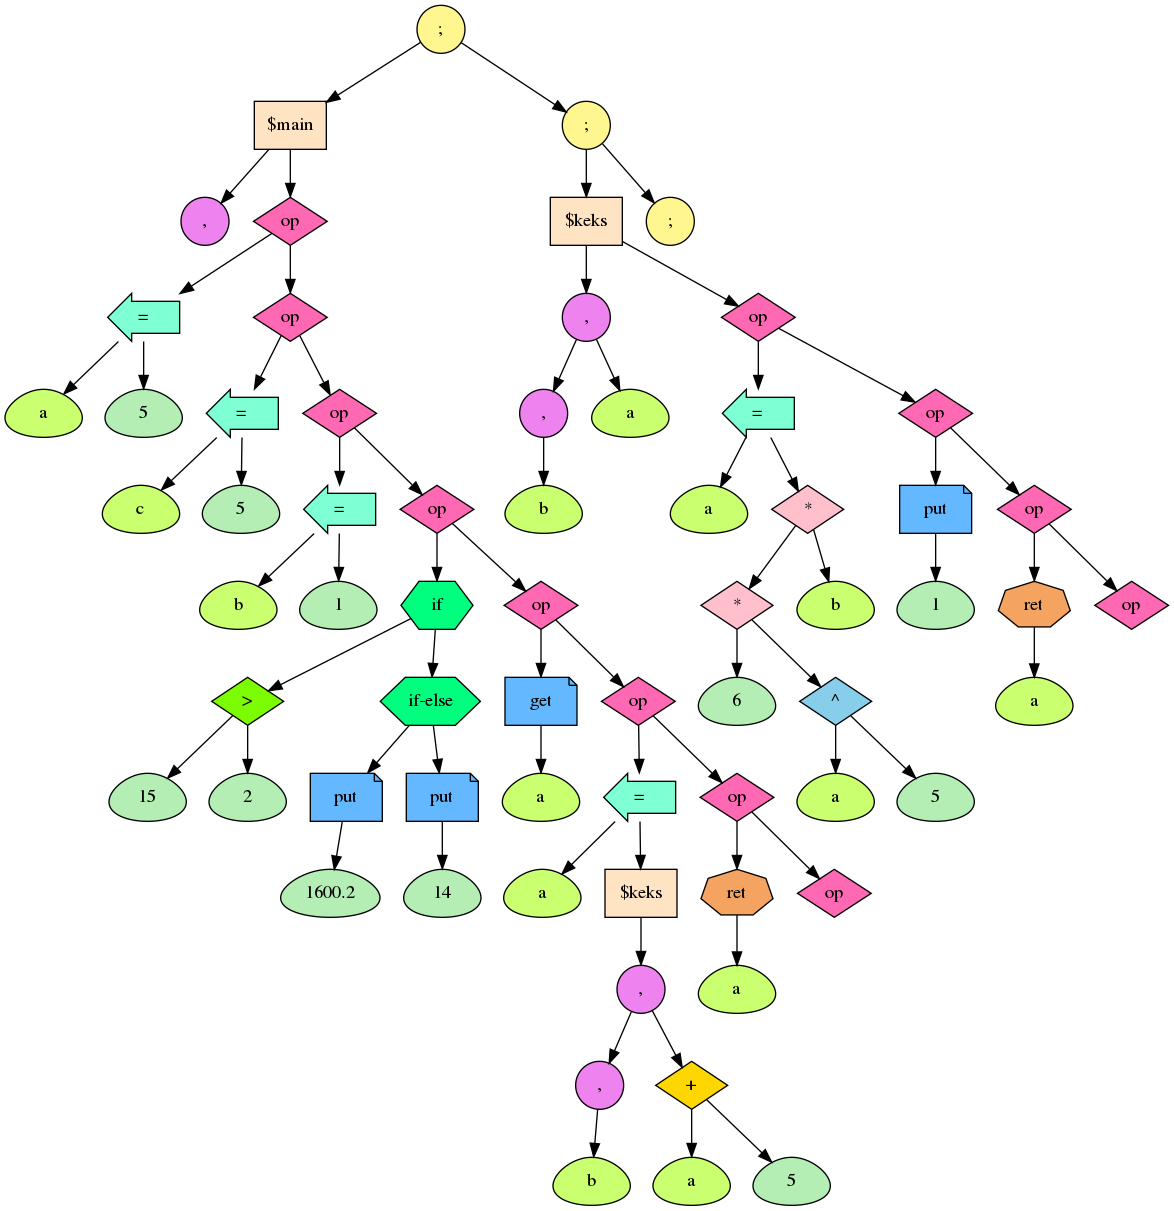 ;
$main ;
, op $keks ;
= op , op
a 5 = op , a = op
c 5 = op b a * put op
b 1 if op * b 1 ret op
> if-else get op 6 ^ a
15 2 put put a = op a 5
1600.2 14 a $keks ret op
, a
, +
b a 5